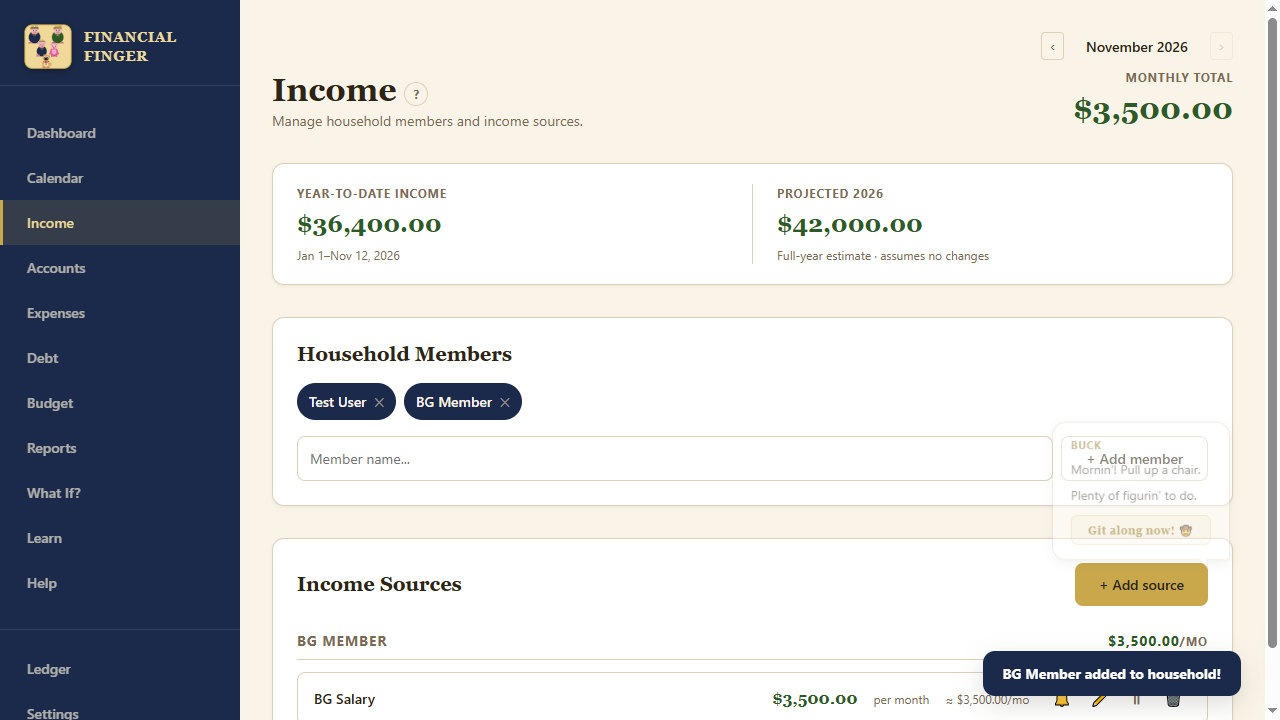 FINANCIAL
FINGER
Dashboard
Calendar
Income
Accounts
Expenses
Debt
Budget
Reports
What If?
Learn
Help
Ledger
Settings
‹ November 2026 ›
MONTHLY TOTAL
$3,500.00
Income ?
Manage household members and income sources.
YEAR-TO-DATE INCOME
$36,400.00
Jan 1–Nov 12, 2026
PROJECTED 2026
$42,000.00
Full-year estimate · assumes no changes
Household Members
Test User ×
BG Member ×
Member name...
+ Add member
BUCK
Mornin'! Pull up a chair.
Plenty of figurin' to do.
Git along now! 🤠
Income Sources
+ Add source
BG MEMBER
$3,500.00/MO
BG Salary
$3,500.00 per month ≈ $3,500.00/mo
BG Member added to household!